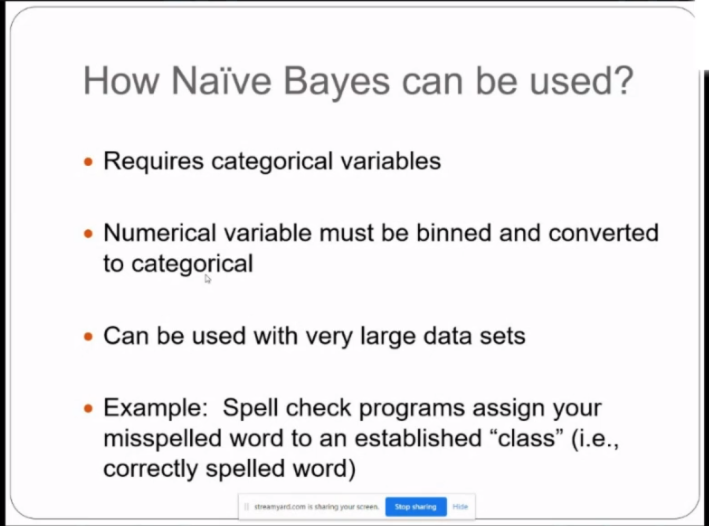 How Naïve Bayes can be used?
• Requires categorical variables
• Numerical variable must be binned and converted
to categorical
• Can be used with very large data sets
• Example:  Spell check programs assign your
misspelled word to an established “class” (i.e.,
correctly spelled word)
streamyard.com is sharing your screen. Stop sharing Hide